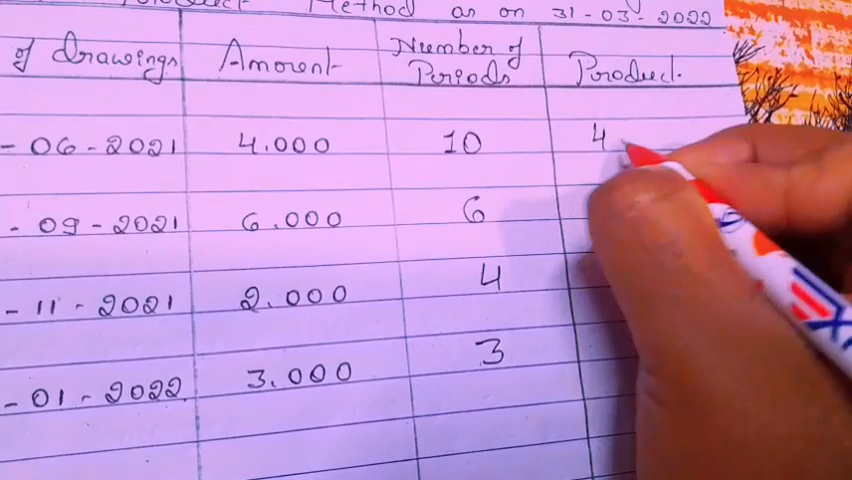 Product Method as on 31-03-2022
of drawings Amount Number of Periods Product
- 06 - 2021 4.000 10 4
- 09 - 2021 6.000 6
- 11 - 2021 2.000 4
- 01 - 2022 3.000 3